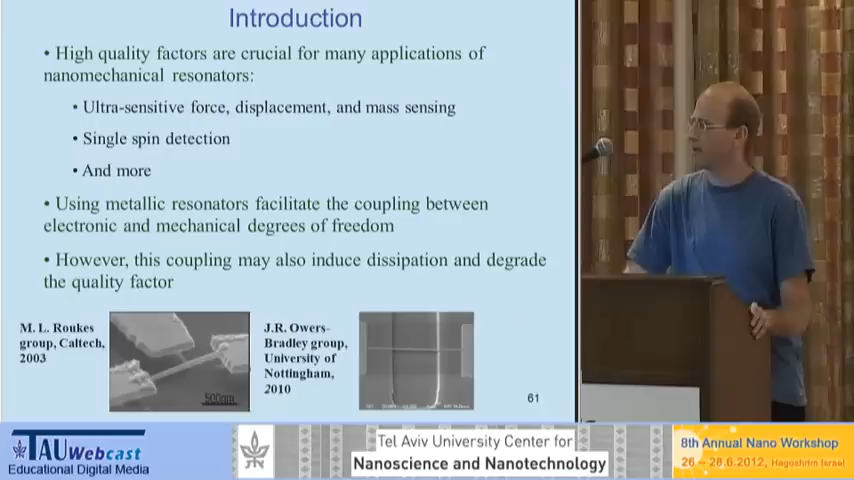 Introduction
• High quality factors are crucial for many applications of
nanomechanical resonators:
• Ultra-sensitive force, displacement, and mass sensing
• Single spin detection
• And more
• Using metallic resonators facilitate the coupling between
electronic and mechanical degrees of freedom
• However, this coupling may also induce dissipation and degrade
the quality factor
M. L. Roukes
group, Caltech,
2003
500nm
J.R. Owers-
Bradley group,
University of
Nottingham,
2010
61
TAUWebcast
Educational Digital Media
Tel Aviv University Center for
Nanoscience and Nanotechnology
8th Annual Nano Workshop
26 – 28.6.2012, Hagoshrim Israel